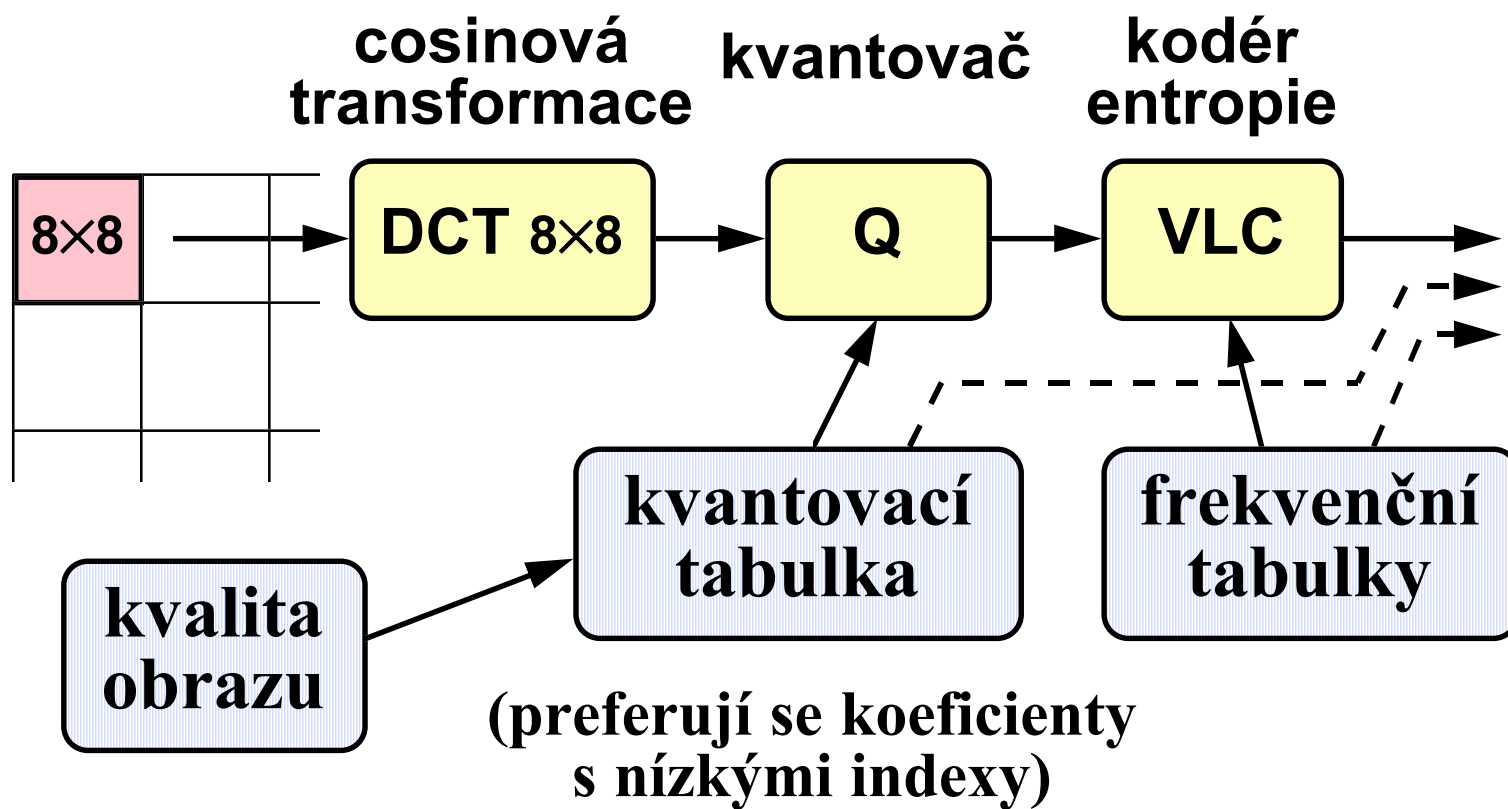 cosinová
transformace
kvantovač
kodér
entropie
8×8
DCT 8×8
Q
VLC
kvantovací
tabulka
frekvenční
tabulky
kvalita
obrazu
(preferují se koeficienty
s nízkými indexy)